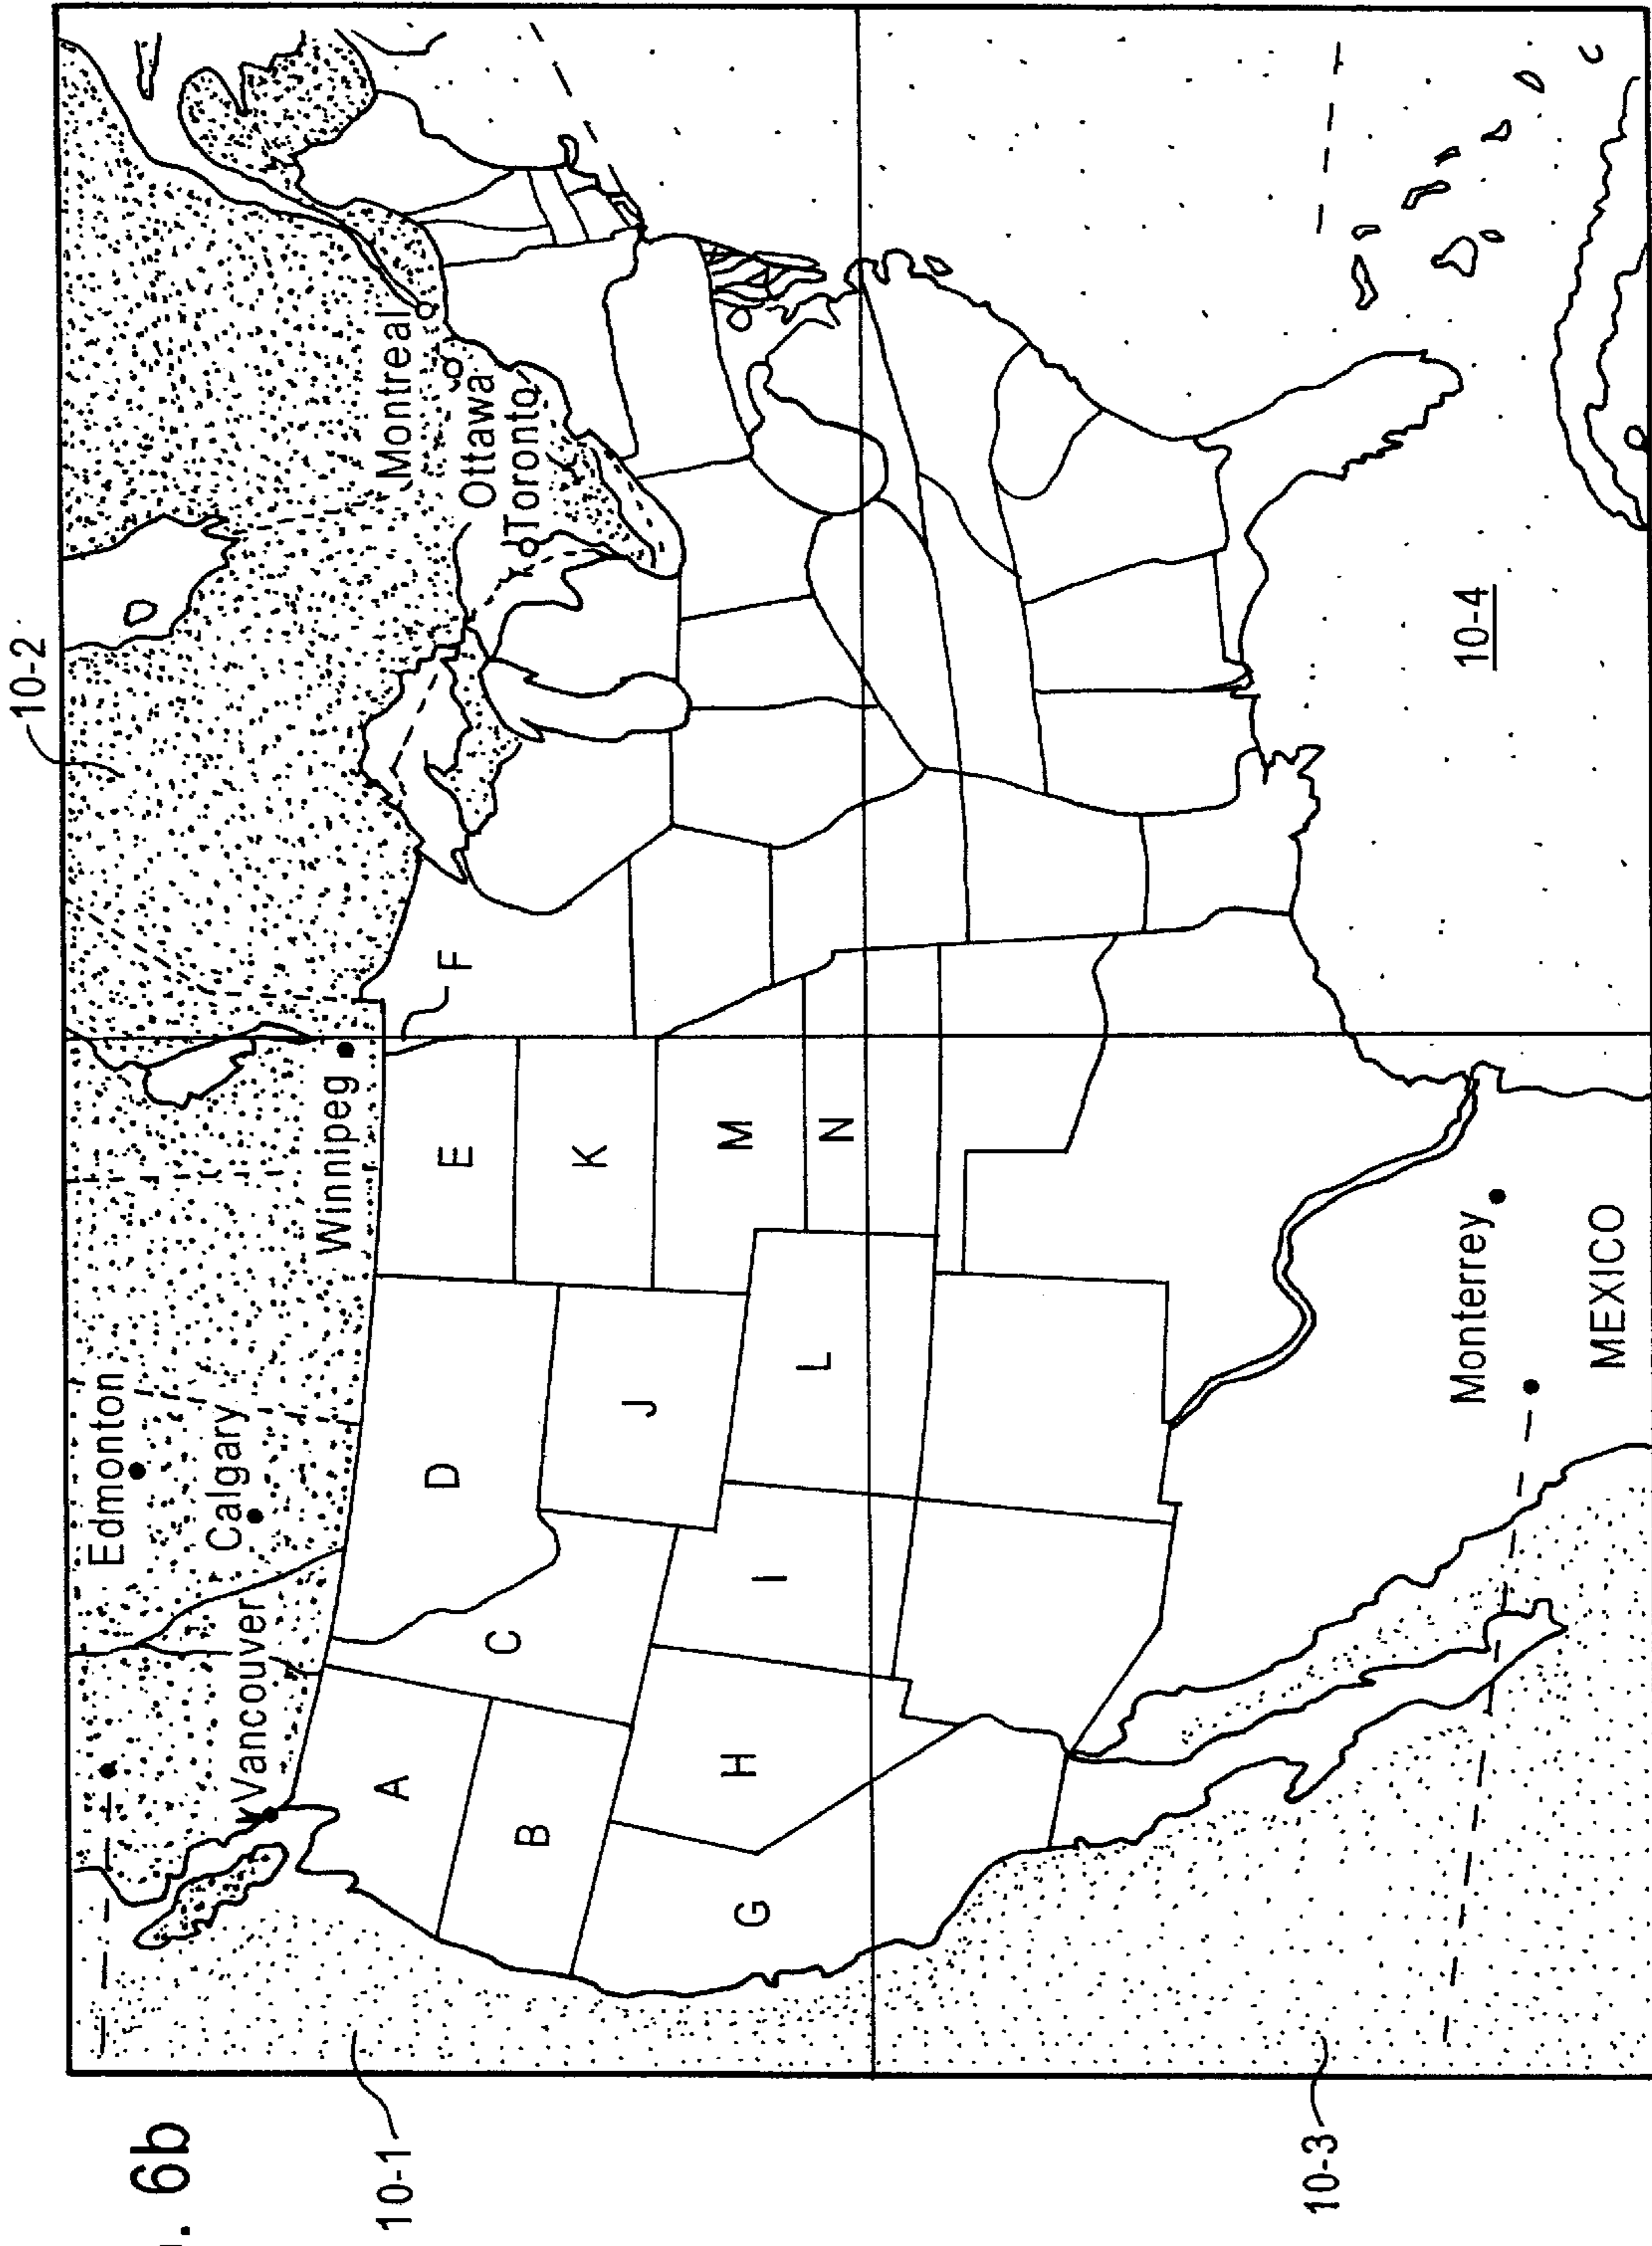 . 6b
10-2
Edmonton
Calgary
Vancouver
Winnipeg
Montreal
Ottawa
Toronto
10-1
A
B
C
D
E
F
G
H
I
J
K
L
M
N
10-3
10-4
Monterrey
MEXICO